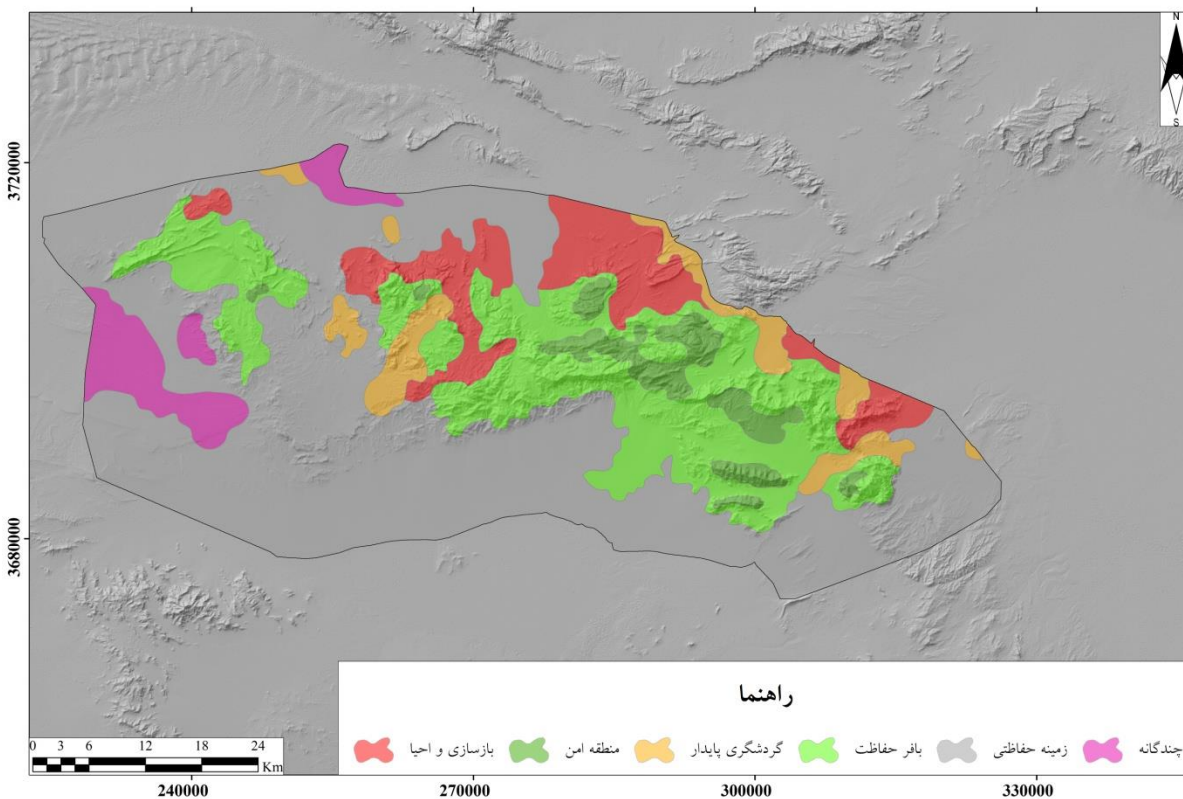 N
S
3720000
3680000
راهنما
بازسازی و احیا
منطقه امن
گردشگری پایدار
بافر حفاظت
زمینه حفاظتی
چندگانه
0 3 6 12 18 24
Km
240000 270000 300000 330000